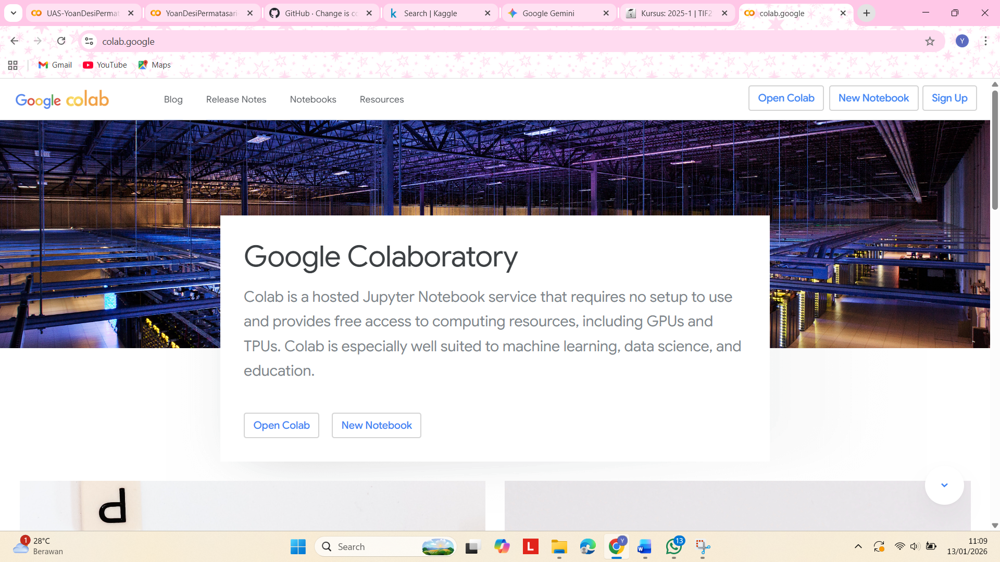 UAS-YoanDesiPermat
YoanDesiPermatasari
GitHub · Change is co
Search | Kaggle
Google Gemini
Kursus: 2025-1 | TIF2
colab.google
colab.google
Y
Gmail
YouTube
Maps
Google colab
Blog
Release Notes
Notebooks
Resources
Open Colab
New Notebook
Sign Up
Google Colaboratory
Colab is a hosted Jupyter Notebook service that requires no setup to use
and provides free access to computing resources, including GPUs and
TPUs. Colab is especially well suited to machine learning, data science, and
education.
Open Colab
New Notebook
1
28°C
Berawan
Search
L
Y
W
13
11:09
13/01/2026